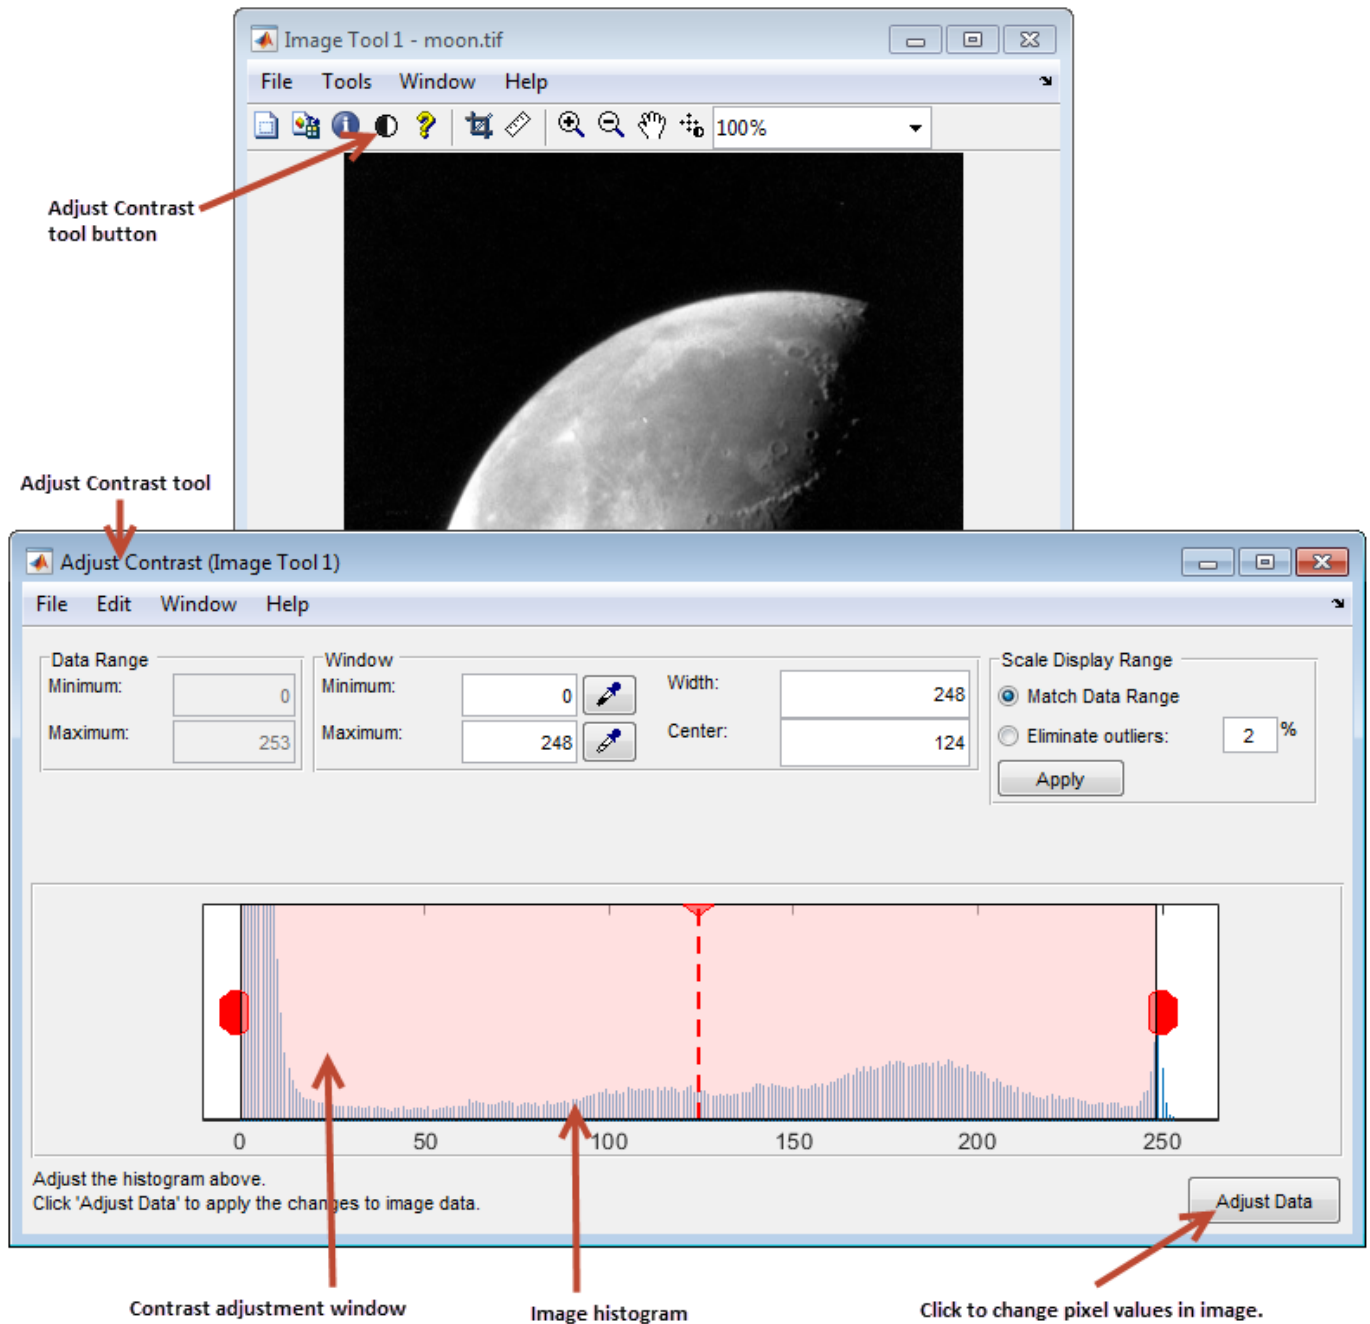 Image Tool 1 - moon.tif
File Tools Window Help
100%
Adjust Contrast
tool button
Adjust Contrast tool
Adjust Contrast (Image Tool 1)
File Edit Window Help
Data Range
Minimum: 0
Maximum: 253
Window
Minimum: 0
Maximum: 248
Width: 248
Center: 124
Scale Display Range
Match Data Range
Eliminate outliers: 2 %
Apply
0 50 100 150 200 250
Adjust the histogram above.
Click 'Adjust Data' to apply the changes to image data.
Adjust Data
Contrast adjustment window
Image histogram
Click to change pixel values in image.